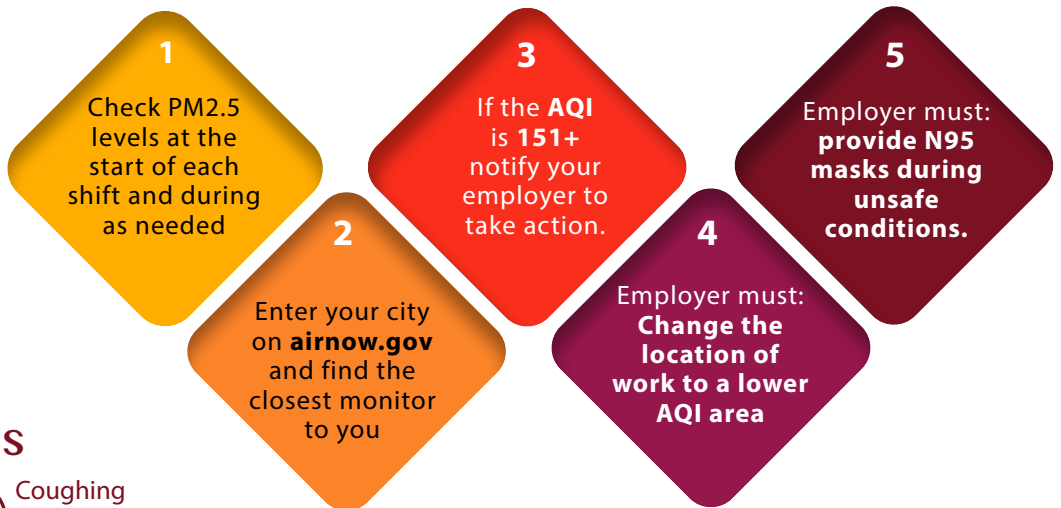 1
Check PM2.5
levels at the
start of each
shift and during
as needed
2
Enter your city
on airnow.gov
and find the
closest monitor
to you
3
If the AQI
is 151+
notify your
employer to
take action.
4
Employer must:
Change the
location of
work to a lower
AQI area
5
Employer must:
provide N95
masks during
unsafe
conditions.
s
Coughing